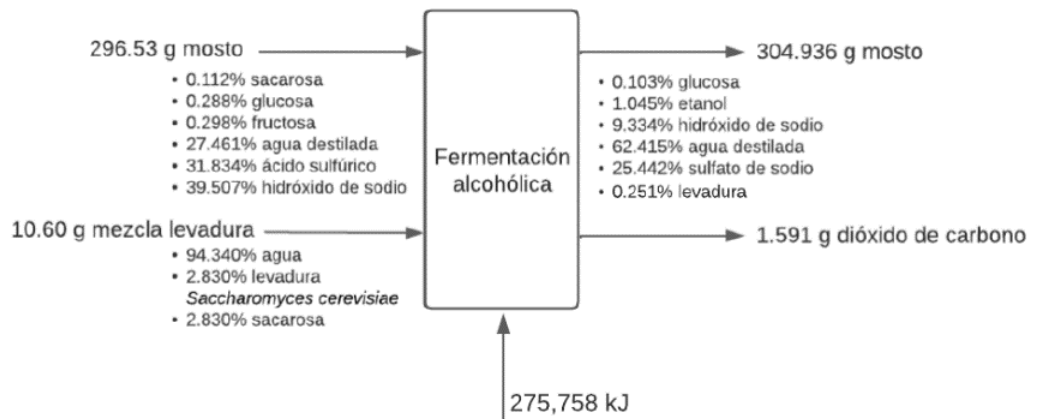 296.53 g mosto
• 0.112% sacarosa
• 0.288% glucosa
• 0.298% fructosa
• 27.461% agua destilada
• 31.834% ácido sulfúrico
• 39.507% hidróxido de sodio
10.60 g mezcla levadura
• 94.340% agua
• 2.830% levadura
Saccharomyces cerevisiae
• 2.830% sacarosa
Fermentación
alcohólica
304.936 g mosto
• 0.103% glucosa
• 1.045% etanol
• 9.334% hidróxido de sodio
• 62.415% agua destilada
• 25.442% sulfato de sodio
• 0.251% levadura
1.591 g dióxido de carbono
275,758 kJ